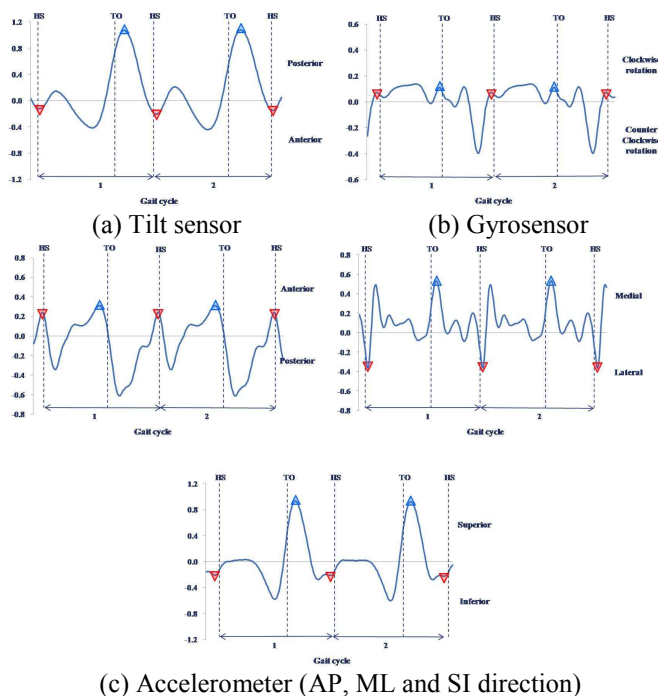 HS TO HS TO HS
1.2
0.8
0.4
0.0
-0.4
-0.8
-1.2
Posterior
Anterior
1 2
Gait cycle
(a) Tilt sensor
HS TO HS TO HS
0.6
0.4
0.2
0.0
-0.2
-0.4
-0.6
Clockwise
rotation
Counter
Clockwise
rotation
1 2
Gait cycle
(b) Gyrosensor
HS TO HS TO HS
0.8
0.6
0.4
0.2
0.0
-0.2
-0.4
-0.6
-0.8
Anterior
Posterior
1 2
Gait cycle
HS TO HS TO HS
0.8
0.6
0.4
0.2
0.0
-0.2
-0.4
-0.6
-0.8
Medial
Lateral
1 2
Gait cycle
HS TO HS TO HS
1.2
0.8
0.4
0.0
-0.4
-0.8
-1.2
Superior
Inferior
1 2
Gait cycle
(c) Accelerometer (AP, ML and SI direction)